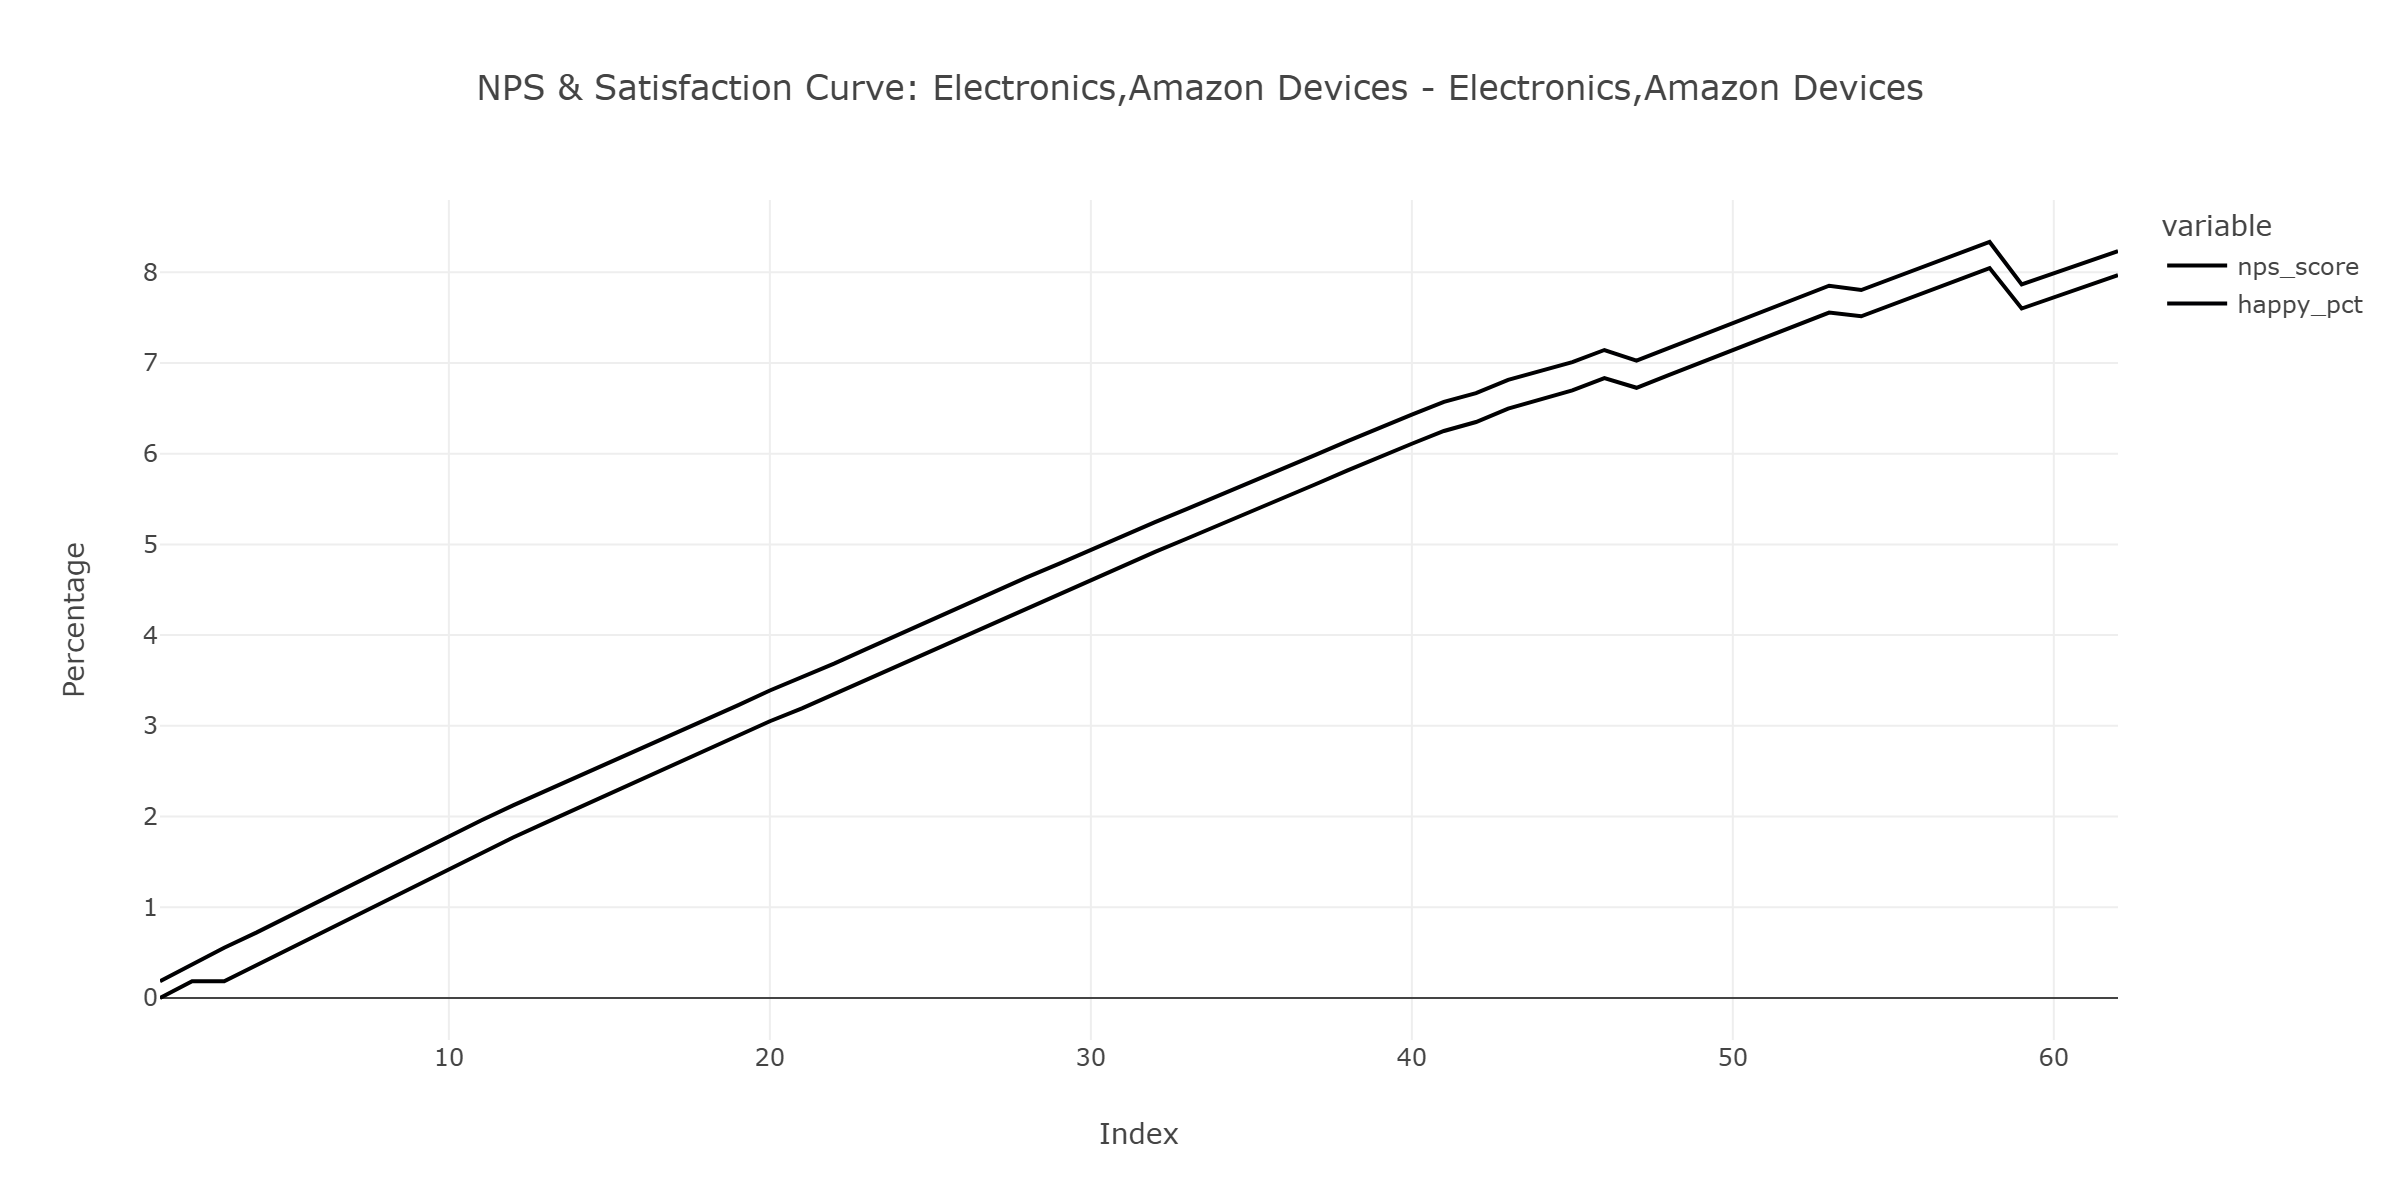 NPS & Satisfaction Curve: Electronics,Amazon Devices - Electronics,Amazon Devices
variable
nps_score
happy_pct
8
7
6
5
4
3
2
1
0
Percentage
10 20 30 40 50 60
Index